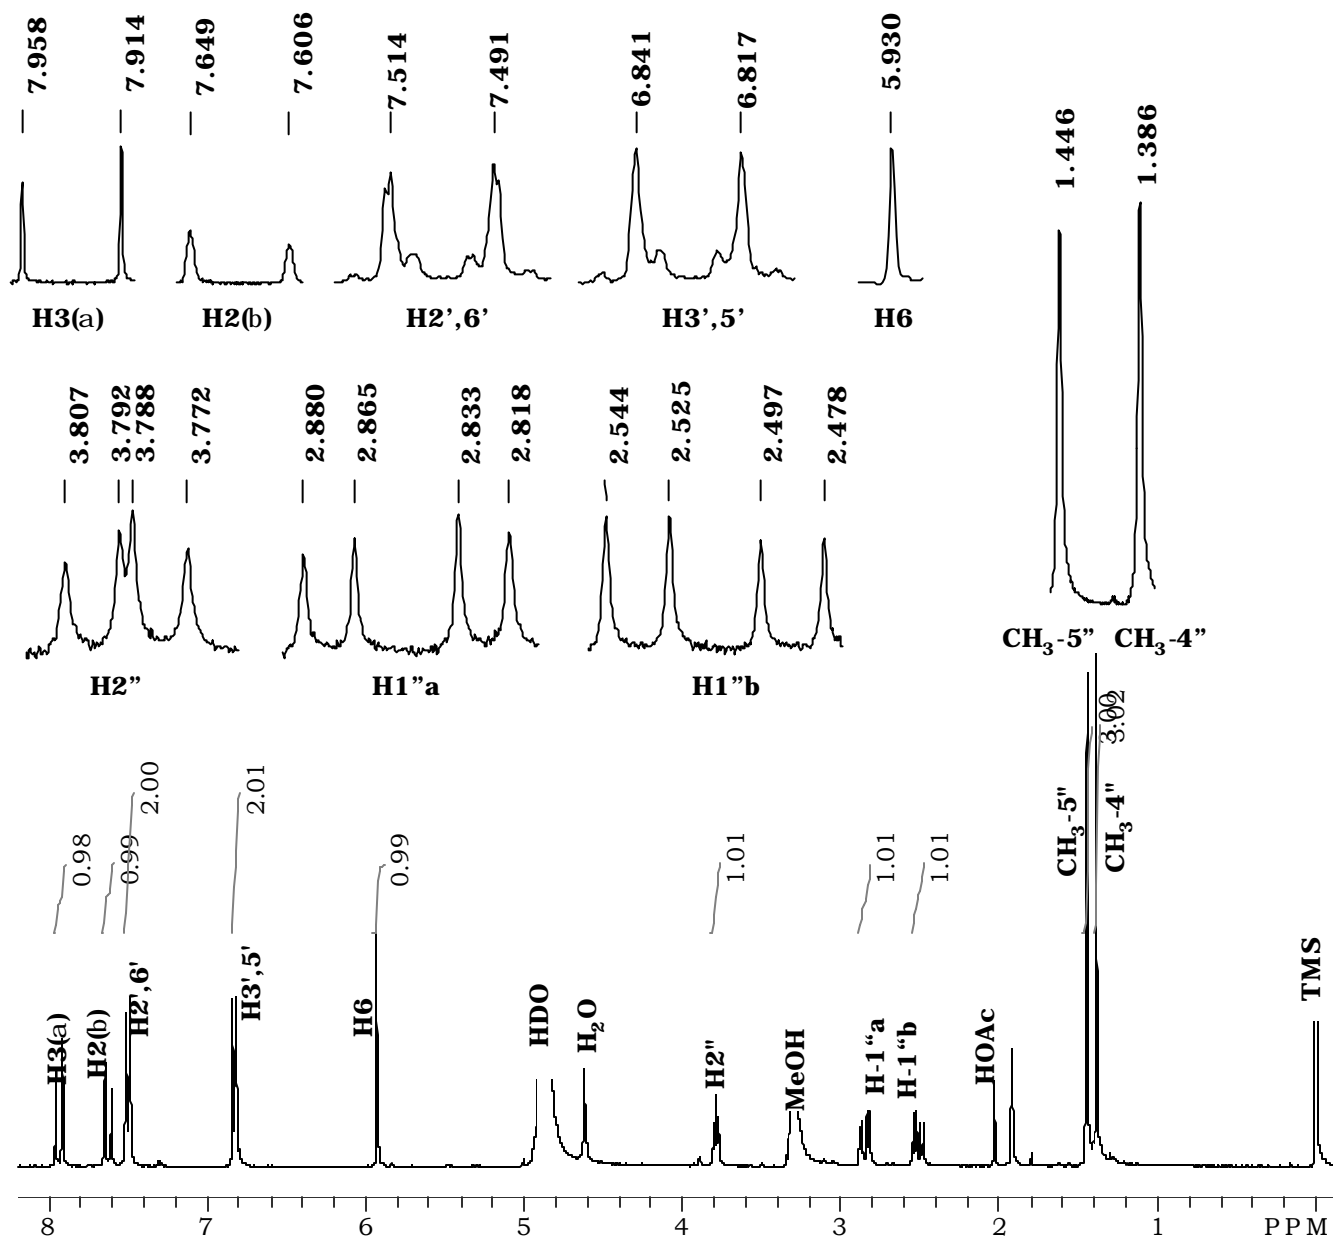 7.958 7.914 7.649 7.606 7.514 7.491 6.841 6.817 5.930 1.446 1.386
H3(a) H2(b) H2’,6’ H3’,5’ H6
3.807 3.792 3.788 3.772 2.880 2.865 2.833 2.818 2.544 2.525 2.497 2.478
CH3-5” CH3-4”
H2” H1”a H1”b
0.98 0.99 2.00 2.01 0.99 1.01 1.01 1.01 3.00 3.02
H3(a) H2(b) H2',6' H3',5' H6 HDO H2O H2" MeOH H-1“a H-1“b HOAc CH3-5" CH3-4" TMS
8 7 6 5 4 3 2 1 PPM